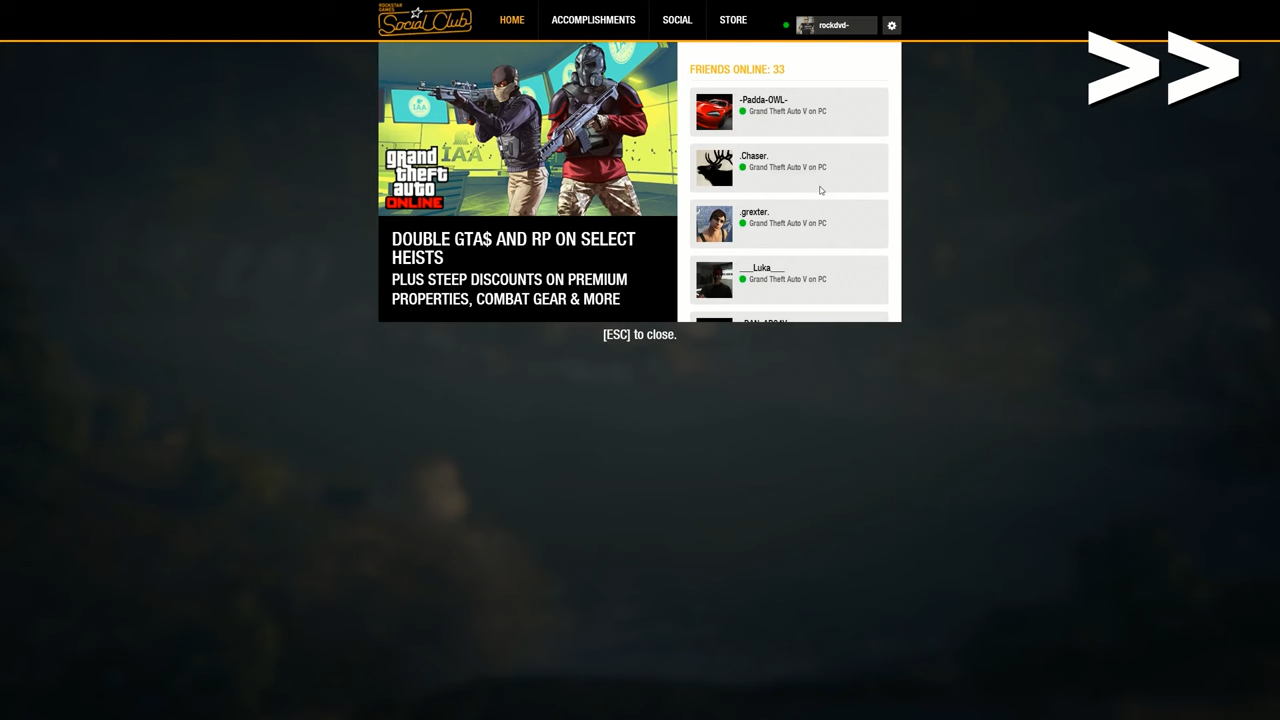 ROCKSTAR
GAMES
Social Club
HOME
ACCOMPLISHMENTS
SOCIAL
STORE
rockdvd-
>>
IAA
IAA
grand
theft
auto
ONLINE
DOUBLE GTA$ AND RP ON SELECT
HEISTS
PLUS STEEP DISCOUNTS ON PREMIUM
PROPERTIES, COMBAT GEAR & MORE
FRIENDS ONLINE: 33
-Padda-OWL-
Grand Theft Auto V on PC
.Chaser.
Grand Theft Auto V on PC
.grexter.
Grand Theft Auto V on PC
___Luka___
Grand Theft Auto V on PC
[ESC] to close.